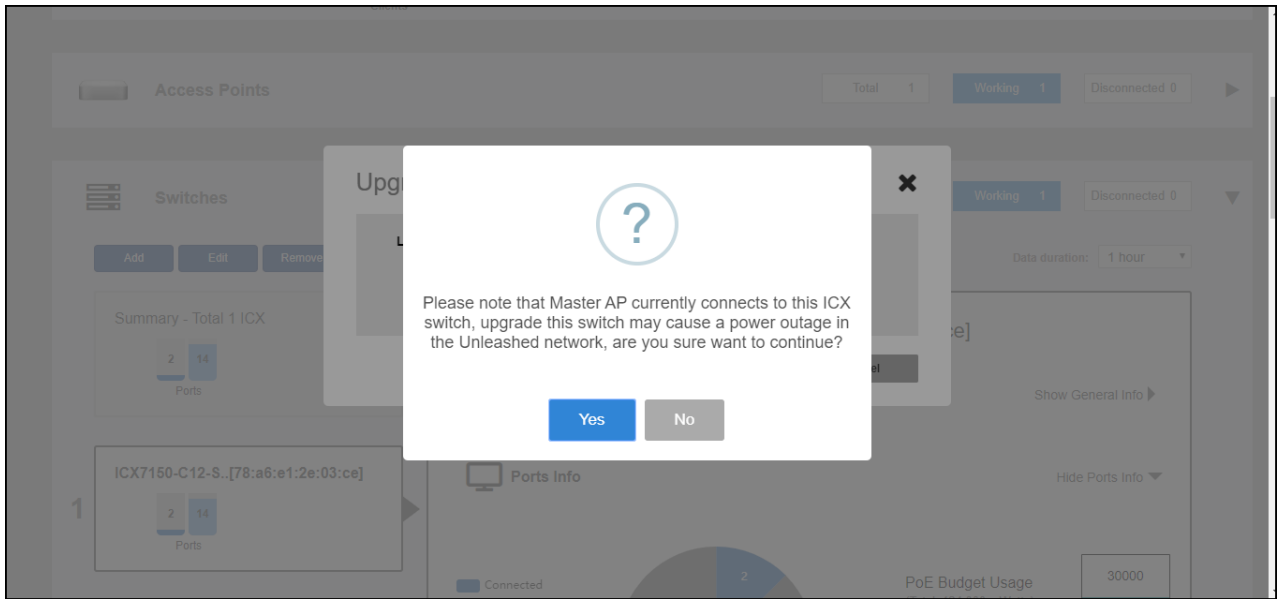 Clients
Access Points
Total 1
Working 1
Disconnected 0
Upgr
Switches
Working 1
Disconnected 0
Add
Edit
Remove
Data duration: 1 hour
?
Please note that Master AP currently connects to this ICX
switch, upgrade this switch may cause a power outage in
the Unleashed network, are you sure want to continue?
Summary - Total 1 ICX
2 14
Ports
ce]
el
Show General Info
Yes
No
ICX7150-C12-S..[78:a6:e1:2e:03:ce]
1
2 14
Ports
Ports Info
Hide Ports Info
Connected
2
PoE Budget Usage
30000